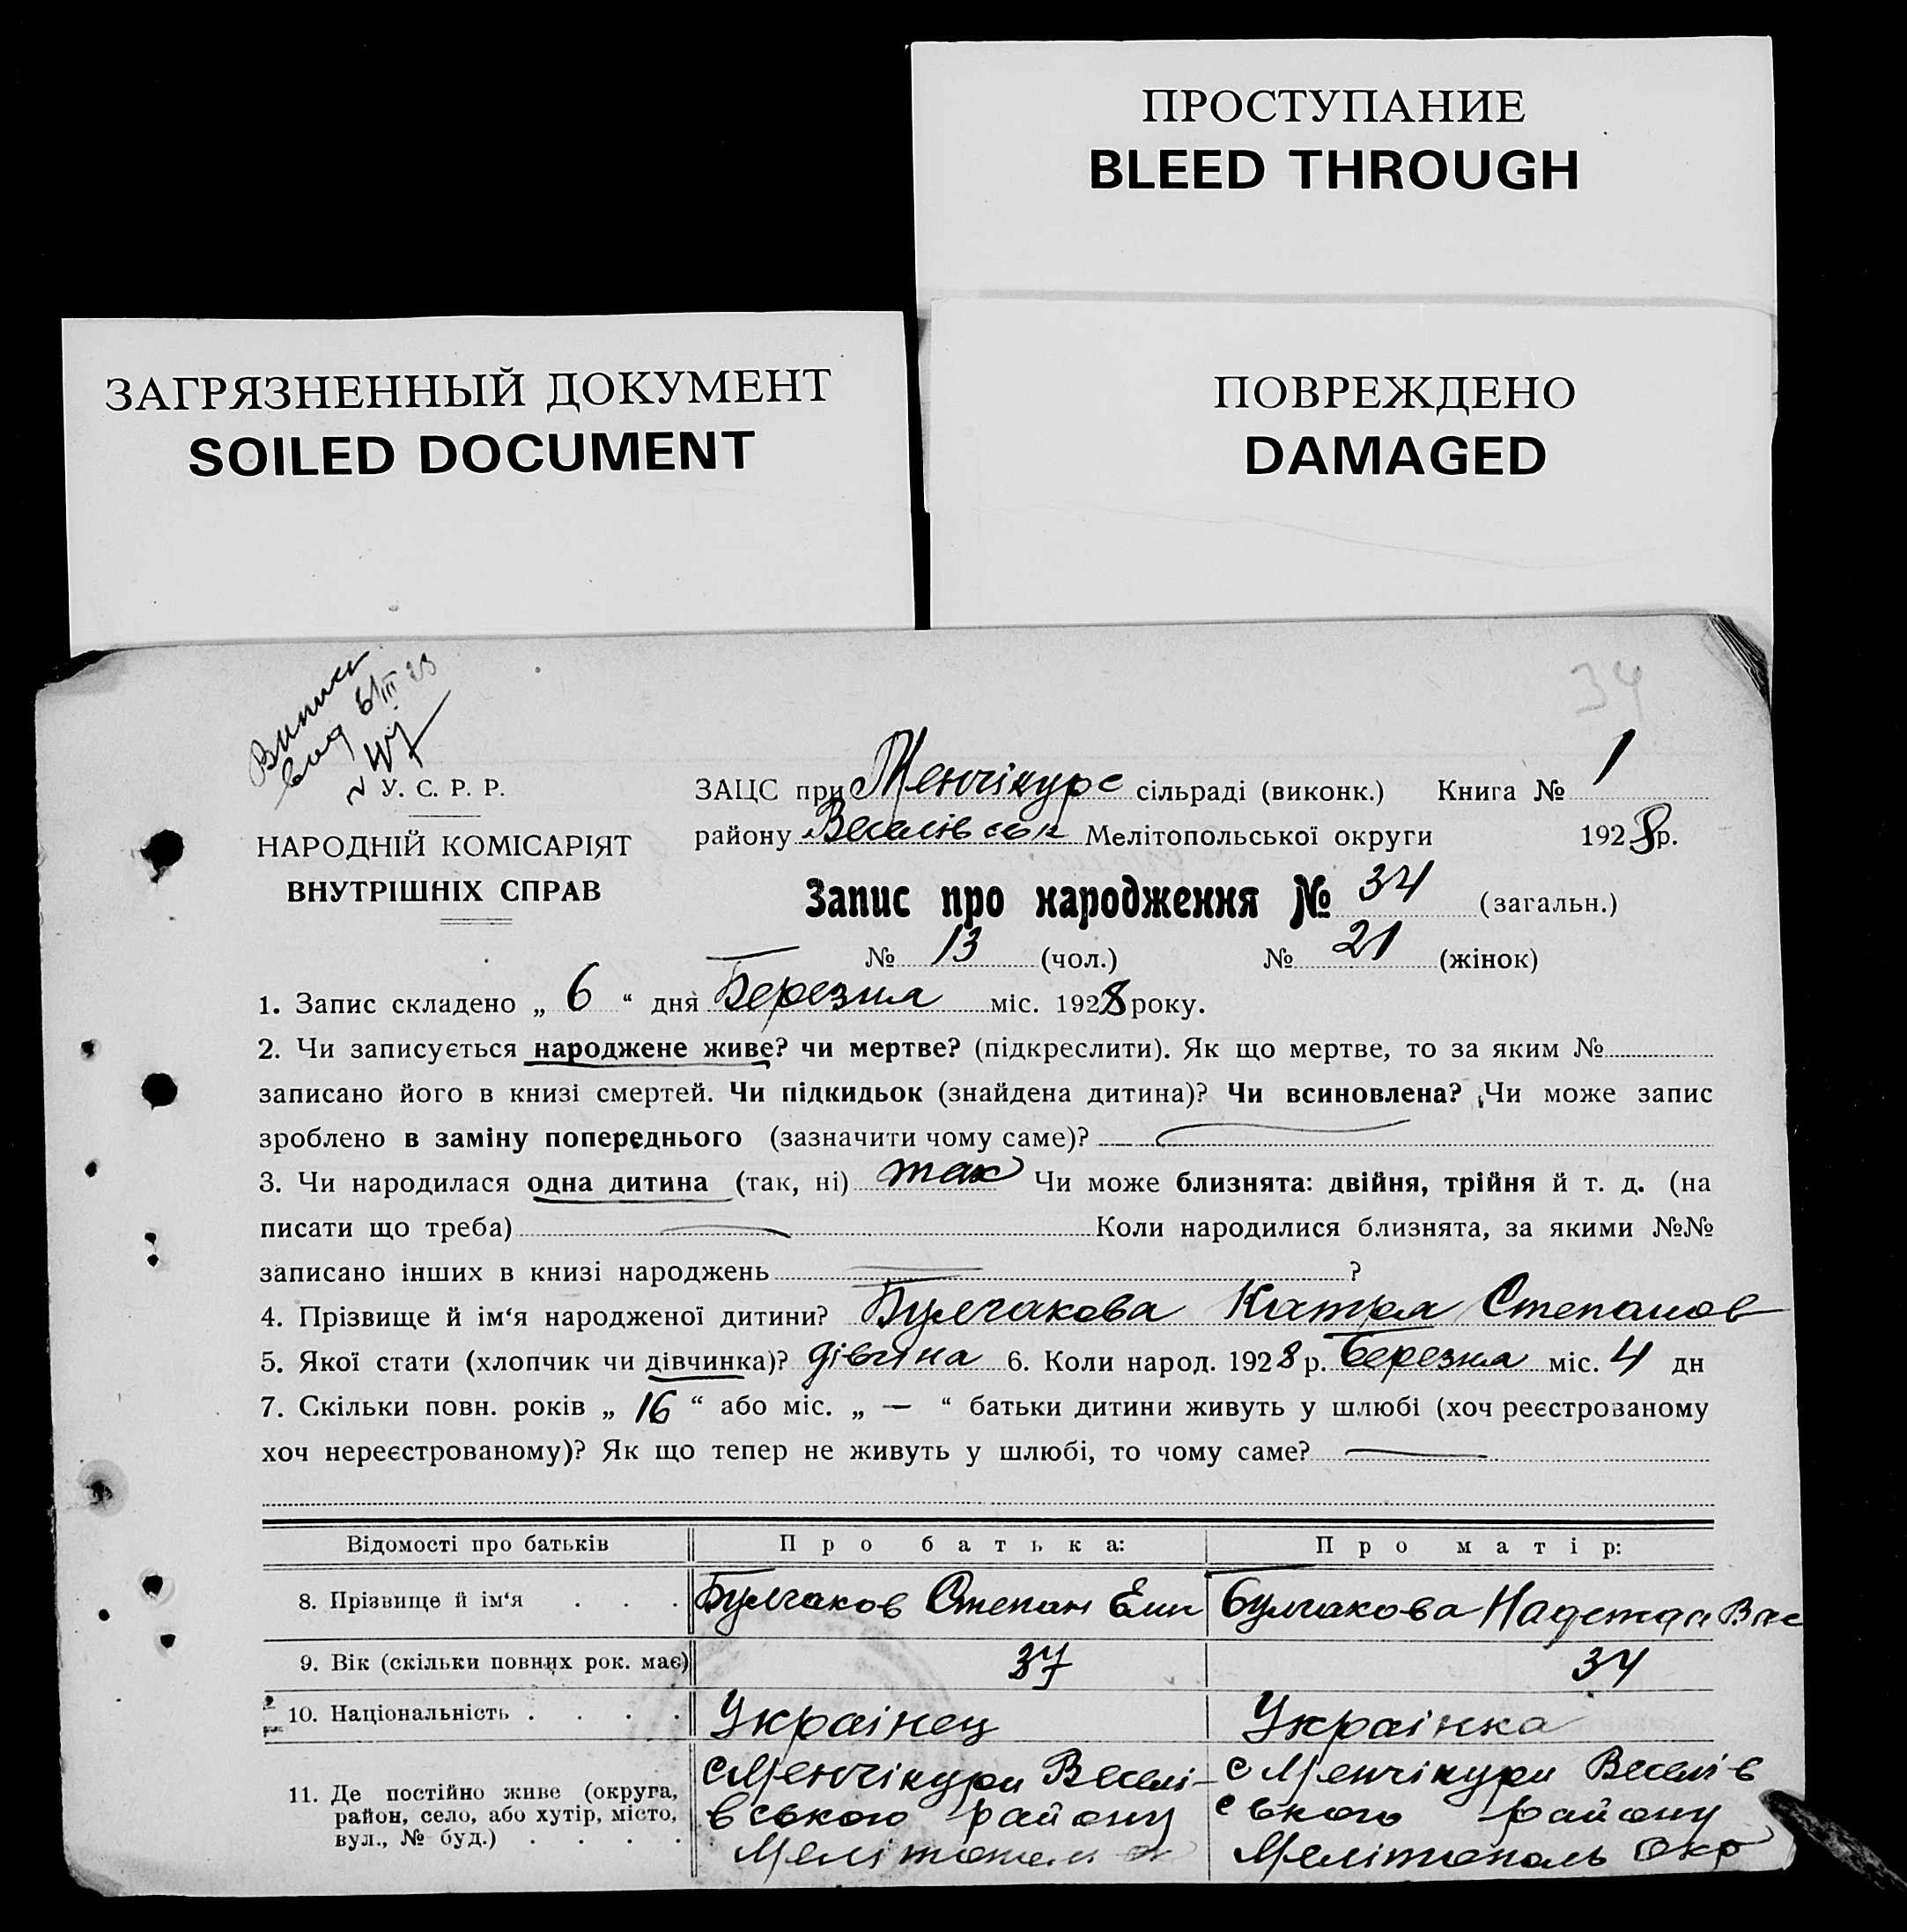 ПРОСТУПАНИЕ
BLEED THROUGH
ЗАГРЯЗНЕННЫЙ ДОКУМЕНТ
SOILED DOCUMENT
ПОВРЕЖДЕНО
DAMAGED
34
У. С. Р. Р.
НАРОДНІЙ КОМІСАРІЯТ
ВНУТРІШНІХ СПРАВ
ЗАЦС при Менчікурс сільраді (виконк.) Книга № 1
району Веселівськ Мелітопольської округи 1928 р.
Запис про народження № 34 (загальн.)
№ 13 (чол.) № 21 (жінок)
1. Запис складено „ 6 “ дня Березня міс. 1928 року.
2. Чи записується народжене живе? чи мертве? (підкреслити). Як що мертве, то за яким №
записано його в книзі смертей. Чи підкидьок (знайдена дитина)? Чи всиновлена? Чи може запис
зроблено в заміну попереднього (зазначити чому саме)?
3. Чи народилася одна дитина (так, ні) так Чи може близнята: двійня, трійня й т. д. (на
писати що треба) Коли народилися близнята, за якими №№
записано інших в книзі народжень ?
4. Прізвище й ім‘я народженої дитини? Булгакова Катря Степанов
5. Якої стати (хлопчик чи дівчинка)? дівчина 6. Коли народ. 1928 р. Березня міс. 4 дн
7. Скільки повн. років „ 16 “ або міс. „ — “ батьки дитини живуть у шлюбі (хоч реєстрованому
хоч нереєстрованому)? Як що тепер не живуть у шлюбі, то чому саме?
Відомості про батьків Про батька: Про матір:
8. Прізвище й ім‘я . . . Булгаков Степан Елис Булгакова Надежда Вас
9. Вік (скільки повних рок. має) 37 34
10. Національність . . . . Українец Українка
11. Де постійно живе (округа, район, село, або хутір, місто, вул., № буд.) . . . .
с Менчікури Веселі-
вського району
Мелітополь
с Менчікури Веселів
ського району
Мелітополь Окр